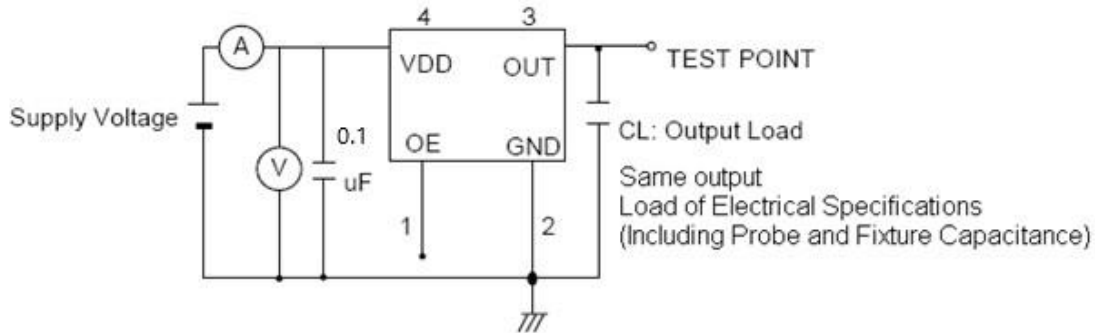 4 3
A
VDD OUT
TEST POINT
Supply Voltage
0.1
uF
V
OE GND
CL: Output Load
Same output
Load of Electrical Specifications
(Including Probe and Fixture Capacitance)
1 2